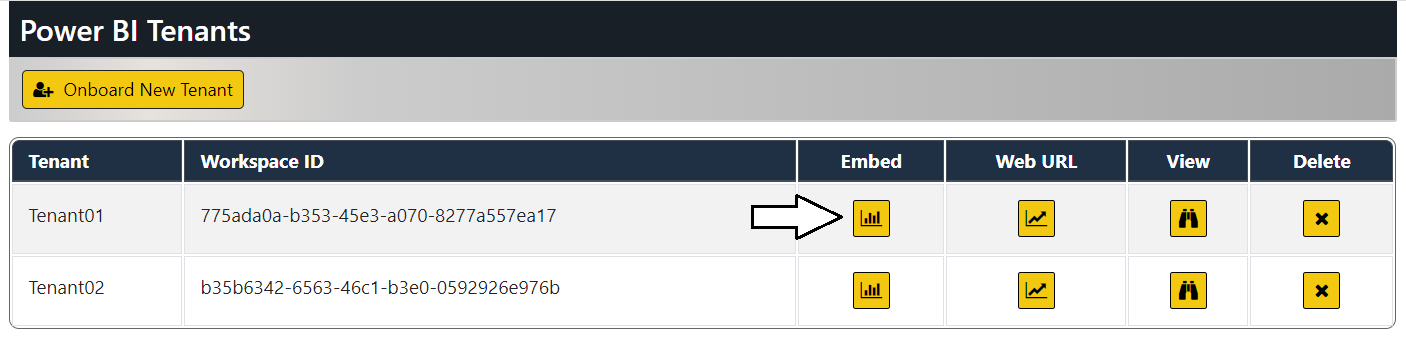 Power BI Tenants
Onboard New Tenant
Tenant Workspace ID Embed Web URL View Delete
Tenant01 775ada0a-b353-45e3-a070-8277a557ea17
Tenant02 b35b6342-6563-46c1-b3e0-0592926e976b